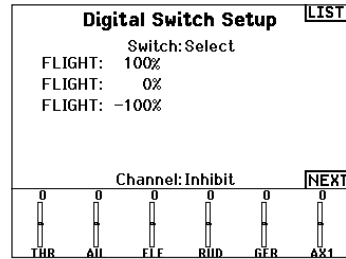 Digital Switch Setup LIST
Switch: Select
FLIGHT: 100%
FLIGHT: 0%
FLIGHT: -100%
Channel: Inhibit NEXT
0 0 0 0 0 0
THR AIL ELE RUD GER AX1